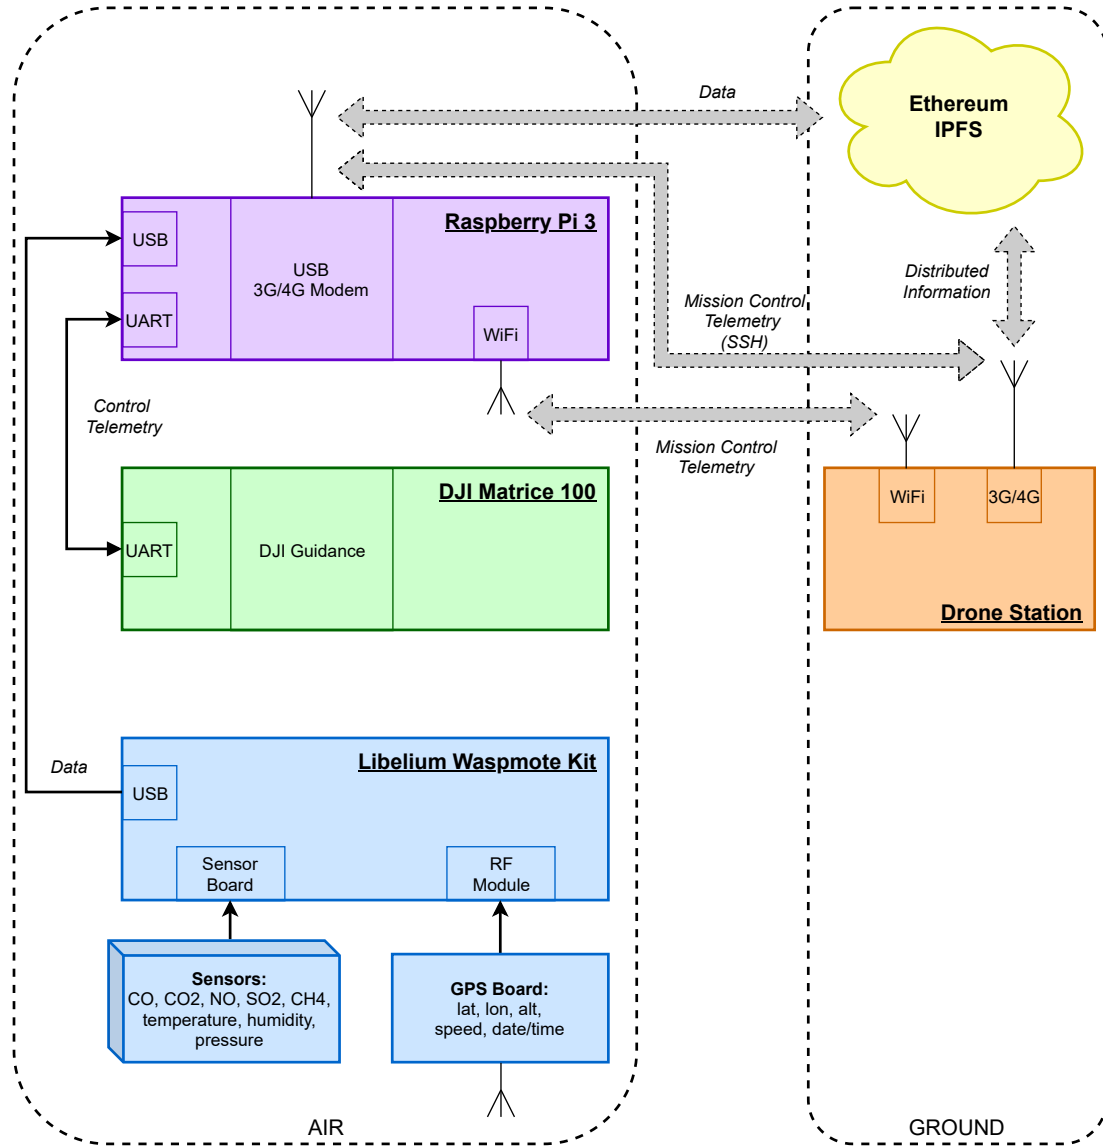 Data
Ethereum
IPFS
Raspberry Pi 3
USB
USB
3G/4G Modem
UART
WiFi
Distributed
Information
Mission Control
Telemetry
(SSH)
Control
Telemetry
Mission Control
Telemetry
DJI Matrice 100
UART
DJI Guidance
WiFi
3G/4G
Drone Station
Libelium Waspmote Kit
Data
USB
Sensor
Board
RF
Module
Sensors:
CO, CO2, NO, SO2, CH4,
temperature, humidity,
pressure
GPS Board:
lat, lon, alt,
speed, date/time
AIR
GROUND